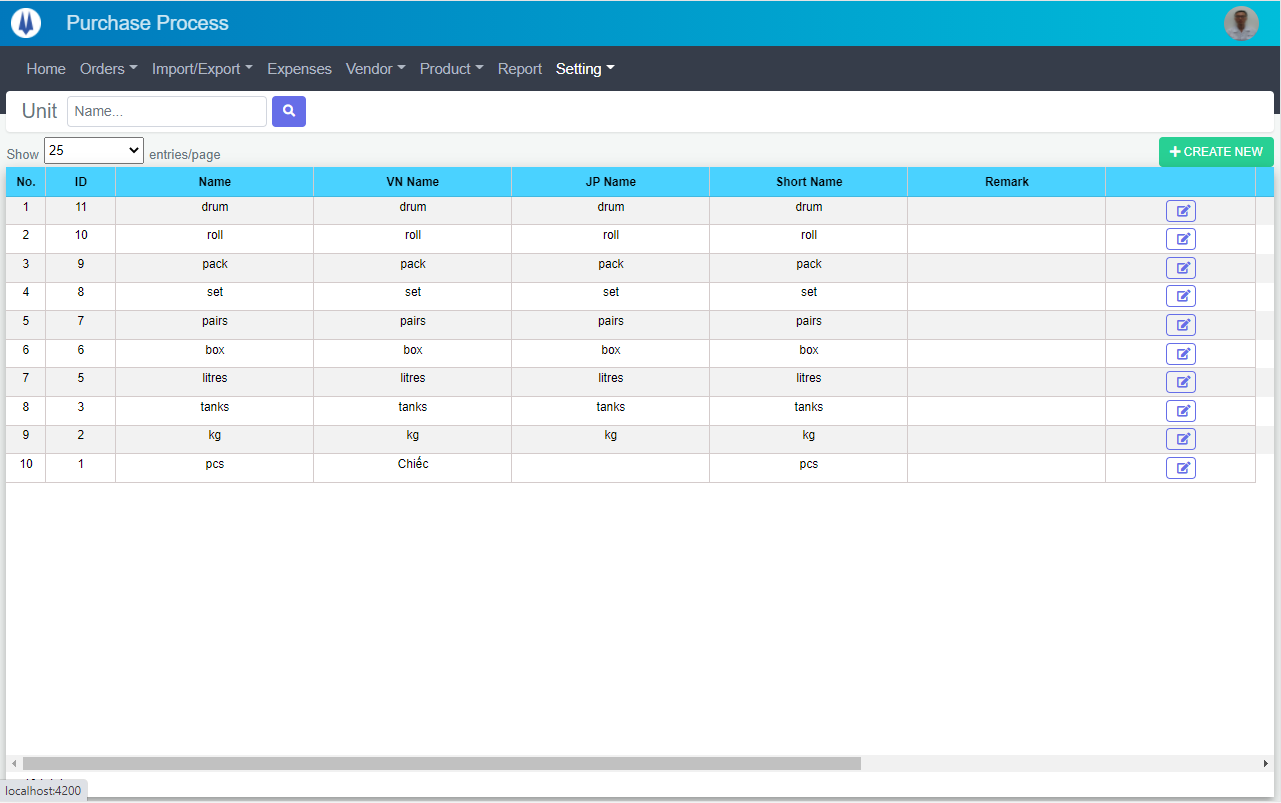 Purchase Process
Home Orders Import/Export Expenses Vendor Product Report Setting
Unit Name...
Show 25 entries/page CREATE NEW
No. ID Name VN Name JP Name Short Name Remark
1 11 drum drum drum drum
2 10 roll roll roll roll
3 9 pack pack pack pack
4 8 set set set set
5 7 pairs pairs pairs pairs
6 6 box box box box
7 5 litres litres litres litres
8 3 tanks tanks tanks tanks
9 2 kg kg kg kg
10 1 pcs Chiếc pcs
localhost:4200